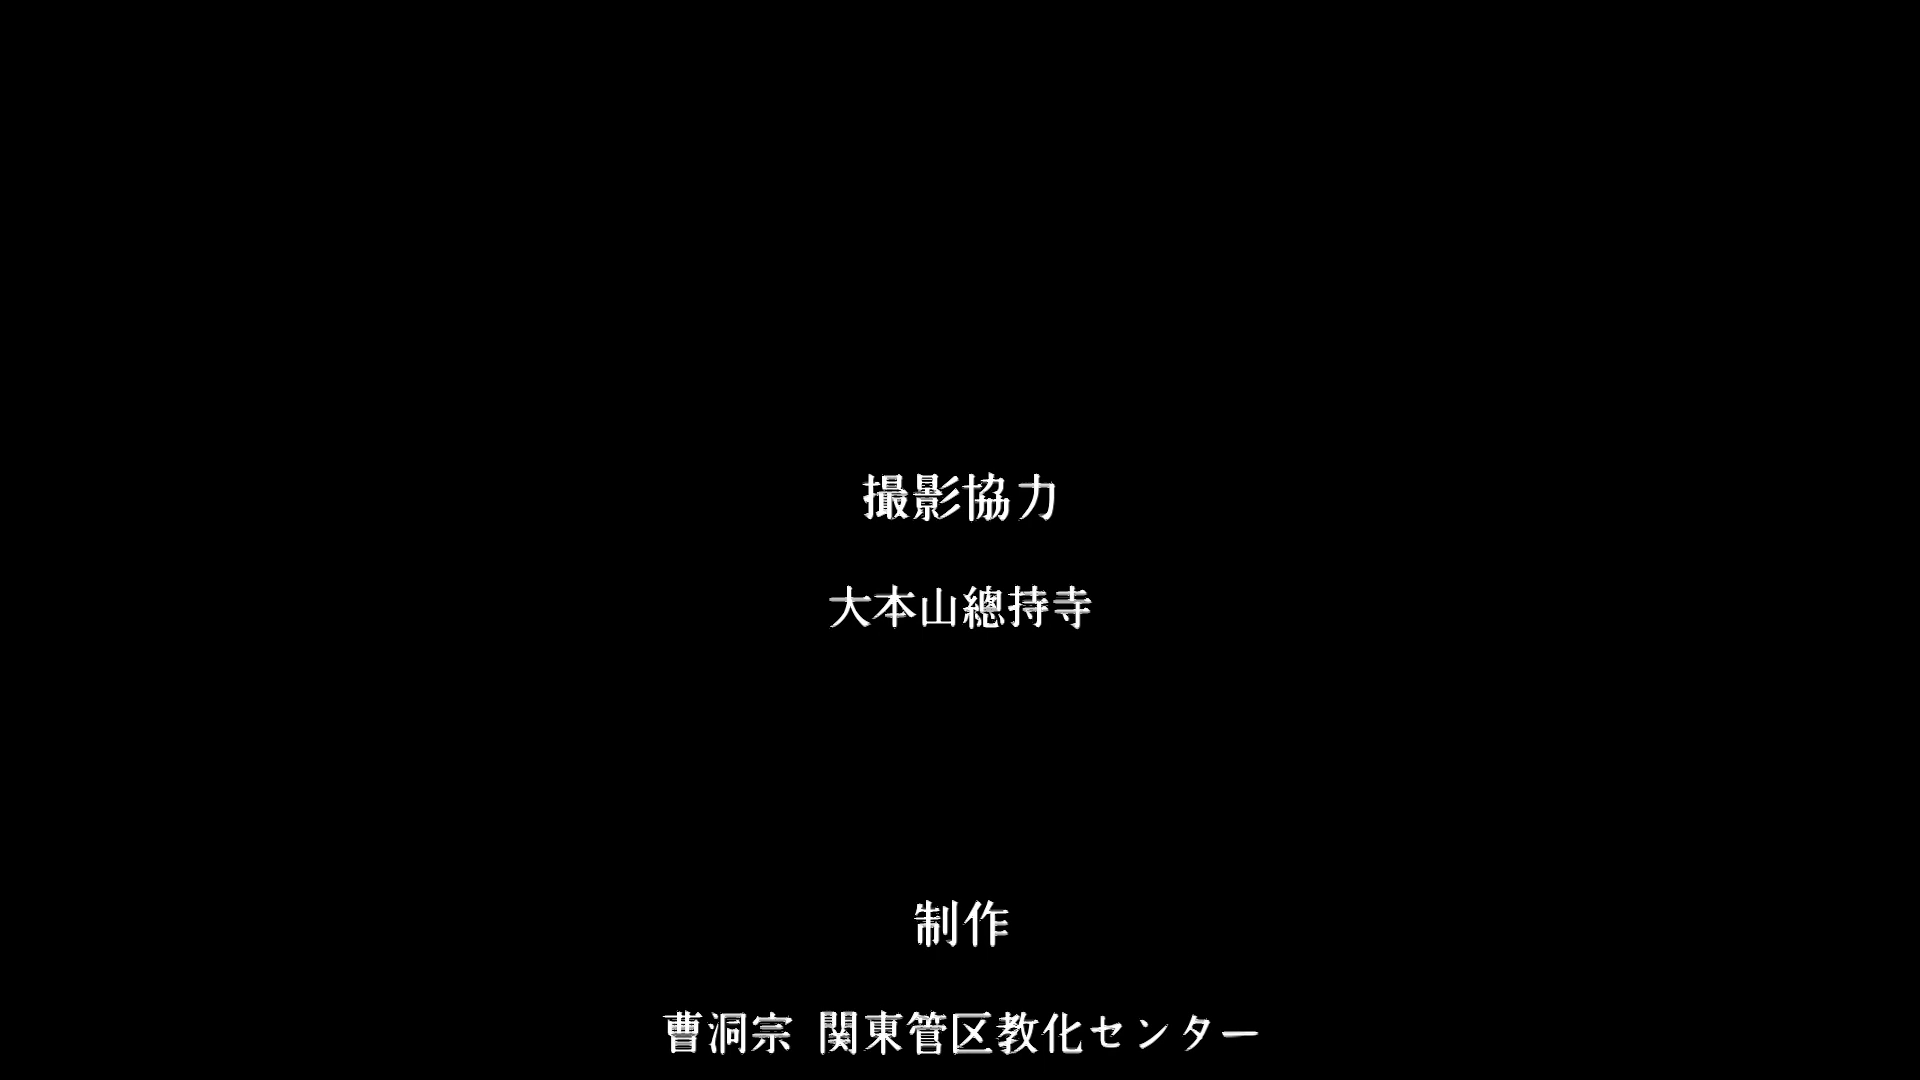 撮影協力
大本山總持寺
制作
曹洞宗 関東管区教化センター